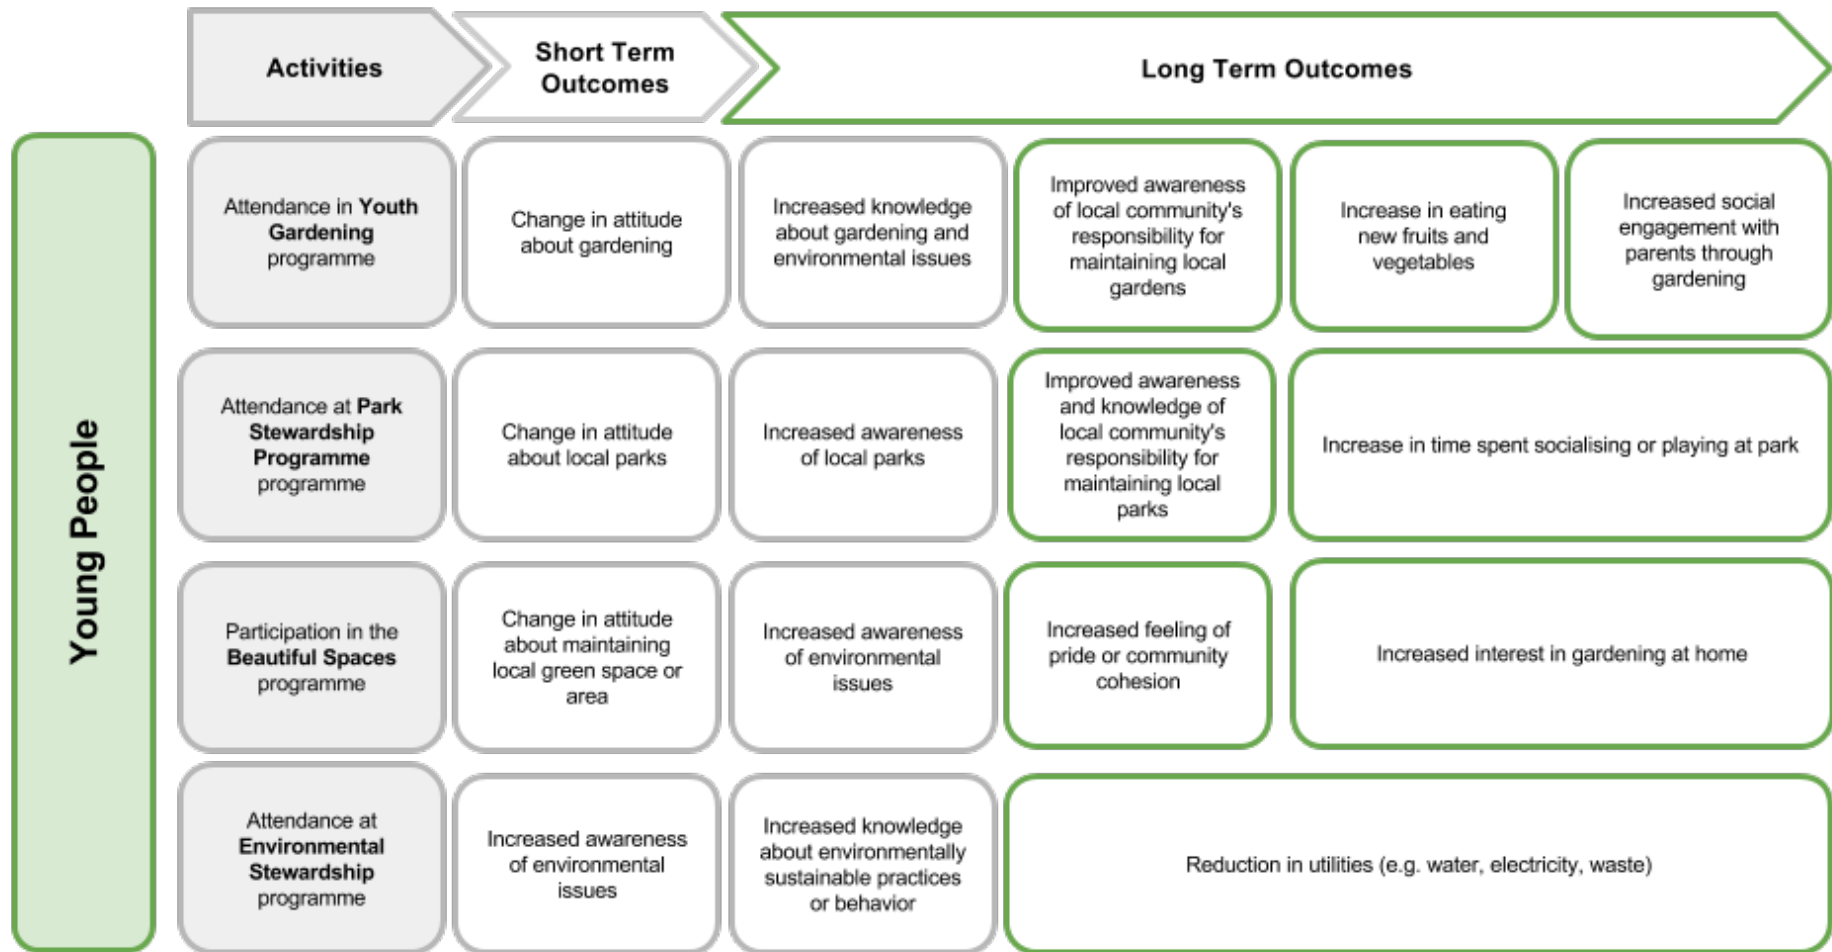 Activities
Short Term
Outcomes
Long Term Outcomes
Young People
Attendance in Youth
Gardening
programme
Change in attitude
about gardening
Increased knowledge
about gardening and
environmental issues
Improved awareness
of local community's
responsibility for
maintaining local
gardens
Increase in eating
new fruits and
vegetables
Increased social
engagement with
parents through
gardening
Attendance at Park
Stewardship
Programme
programme
Change in attitude
about local parks
Increased awareness
of local parks
Improved awareness
and knowledge of
local community's
responsibility for
maintaining local
parks
Increase in time spent socialising or playing at park
Participation in the
Beautiful Spaces
programme
Change in attitude
about maintaining
local green space or
area
Increased awareness
of environmental
issues
Increased feeling of
pride or community
cohesion
Increased interest in gardening at home
Attendance at
Environmental
Stewardship
programme
Increased awareness
of environmental
issues
Increased knowledge
about environmentally
sustainable practices
or behavior
Reduction in utilities (e.g. water, electricity, waste)